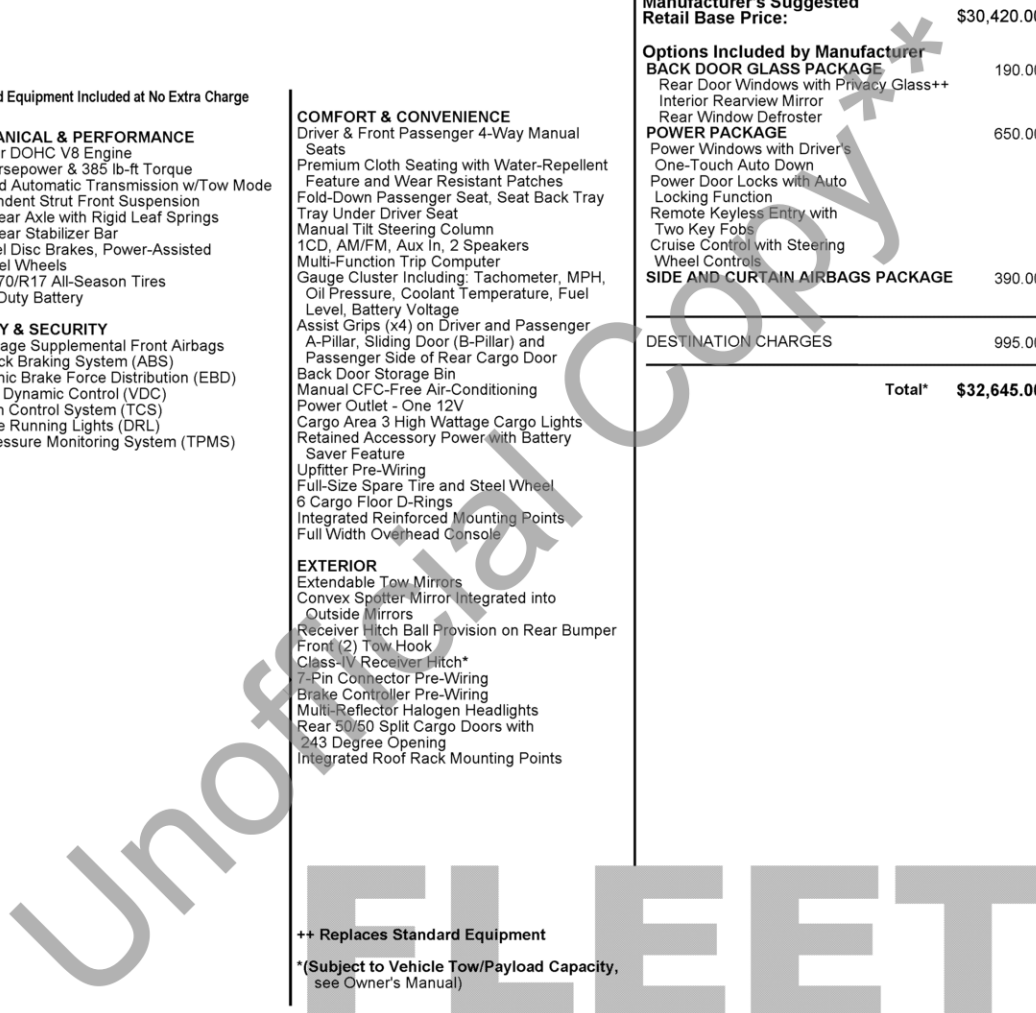 d Equipment Included at No Extra Charge
ANICAL & PERFORMANCE
r DOHC V8 Engine
rsepower & 385 lb-ft Torque
d Automatic Transmission w/Tow Mode
ndent Strut Front Suspension
ear Axle with Rigid Leaf Springs
ear Stabilizer Bar
el Disc Brakes, Power-Assisted
el Wheels
70/R17 All-Season Tires
Duty Battery
Y & SECURITY
age Supplemental Front Airbags
ck Braking System (ABS)
nic Brake Force Distribution (EBD)
Dynamic Control (VDC)
n Control System (TCS)
e Running Lights (DRL)
essure Monitoring System (TPMS)
COMFORT & CONVENIENCE
Driver & Front Passenger 4-Way Manual
Seats
Premium Cloth Seating with Water-Repellent
Feature and Wear Resistant Patches
Fold-Down Passenger Seat, Seat Back Tray
Tray Under Driver Seat
Manual Tilt Steering Column
1CD, AM/FM, Aux In, 2 Speakers
Multi-Function Trip Computer
Gauge Cluster Including: Tachometer, MPH,
Oil Pressure, Coolant Temperature, Fuel
Level, Battery Voltage
Assist Grips (x4) on Driver and Passenger
A-Pillar, Sliding Door (B-Pillar) and
Passenger Side of Rear Cargo Door
Back Door Storage Bin
Manual CFC-Free Air-Conditioning
Power Outlet - One 12V
Cargo Area 3 High Wattage Cargo Lights
Retained Accessory Power with Battery
Saver Feature
Upfitter Pre-Wiring
Full-Size Spare Tire and Steel Wheel
6 Cargo Floor D-Rings
Integrated Reinforced Mounting Points
Full Width Overhead Console
EXTERIOR
Extendable Tow Mirrors
Convex Spotter Mirror Integrated into
Outside Mirrors
Receiver Hitch Ball Provision on Rear Bumper
Front (2) Tow Hook
Class-IV Receiver Hitch*
7-Pin Connector Pre-Wiring
Brake Controller Pre-Wiring
Multi-Reflector Halogen Headlights
Rear 50/50 Split Cargo Doors with
243 Degree Opening
Integrated Roof Rack Mounting Points
++ Replaces Standard Equipment
*(Subject to Vehicle Tow/Payload Capacity,
see Owner's Manual)
Manufacturer's Suggested
Retail Base Price: $30,420.00
Options Included by Manufacturer
BACK DOOR GLASS PACKAGE 190.00
Rear Door Windows with Privacy Glass++
Interior Rearview Mirror
Rear Window Defroster
POWER PACKAGE 650.00
Power Windows with Driver's
One-Touch Auto Down
Power Door Locks with Auto
Locking Function
Remote Keyless Entry with
Two Key Fobs
Cruise Control with Steering
Wheel Controls
SIDE AND CURTAIN AIRBAGS PACKAGE 390.00
DESTINATION CHARGES 995.00
Total* $32,645.00
Unofficial Copy**
FLEET